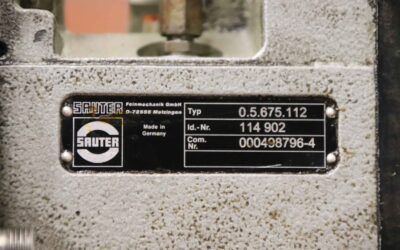 SAUTER
Feinmechanik GmbH
D-72555 Metzingen
SAUTER
Made in
Germany
Typ 0.5.675.112
Id.-Nr. 114 902
Com. Nr. 000498796-4